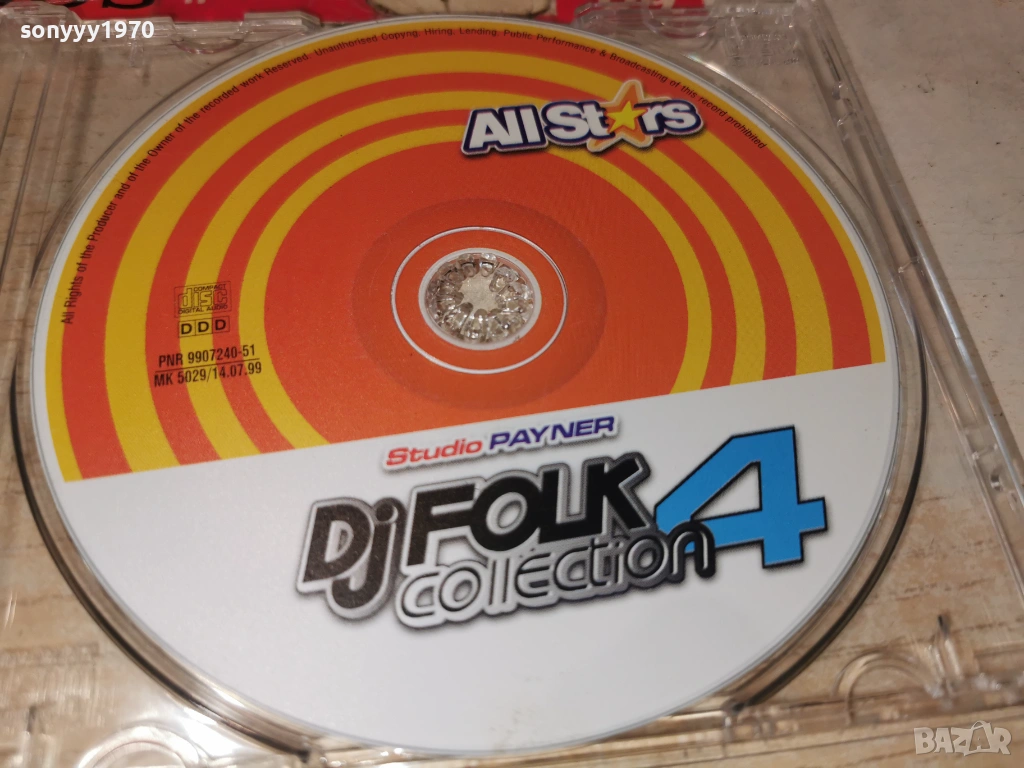 sonyyy1970
All Rights of the Producer and of the Owner of the recorded work Reserved. Unauthorised Copying, Hiring, Lending, Public Performance & Broadcasting of this record prohibited
All Stars
COMPACT
disc
DIGITAL AUDIO
DDD
PNR 9907240-51
MK 5029/14.07.99
Studio PAYNER
Dj FOLK
COllECtion 4
BAZAR